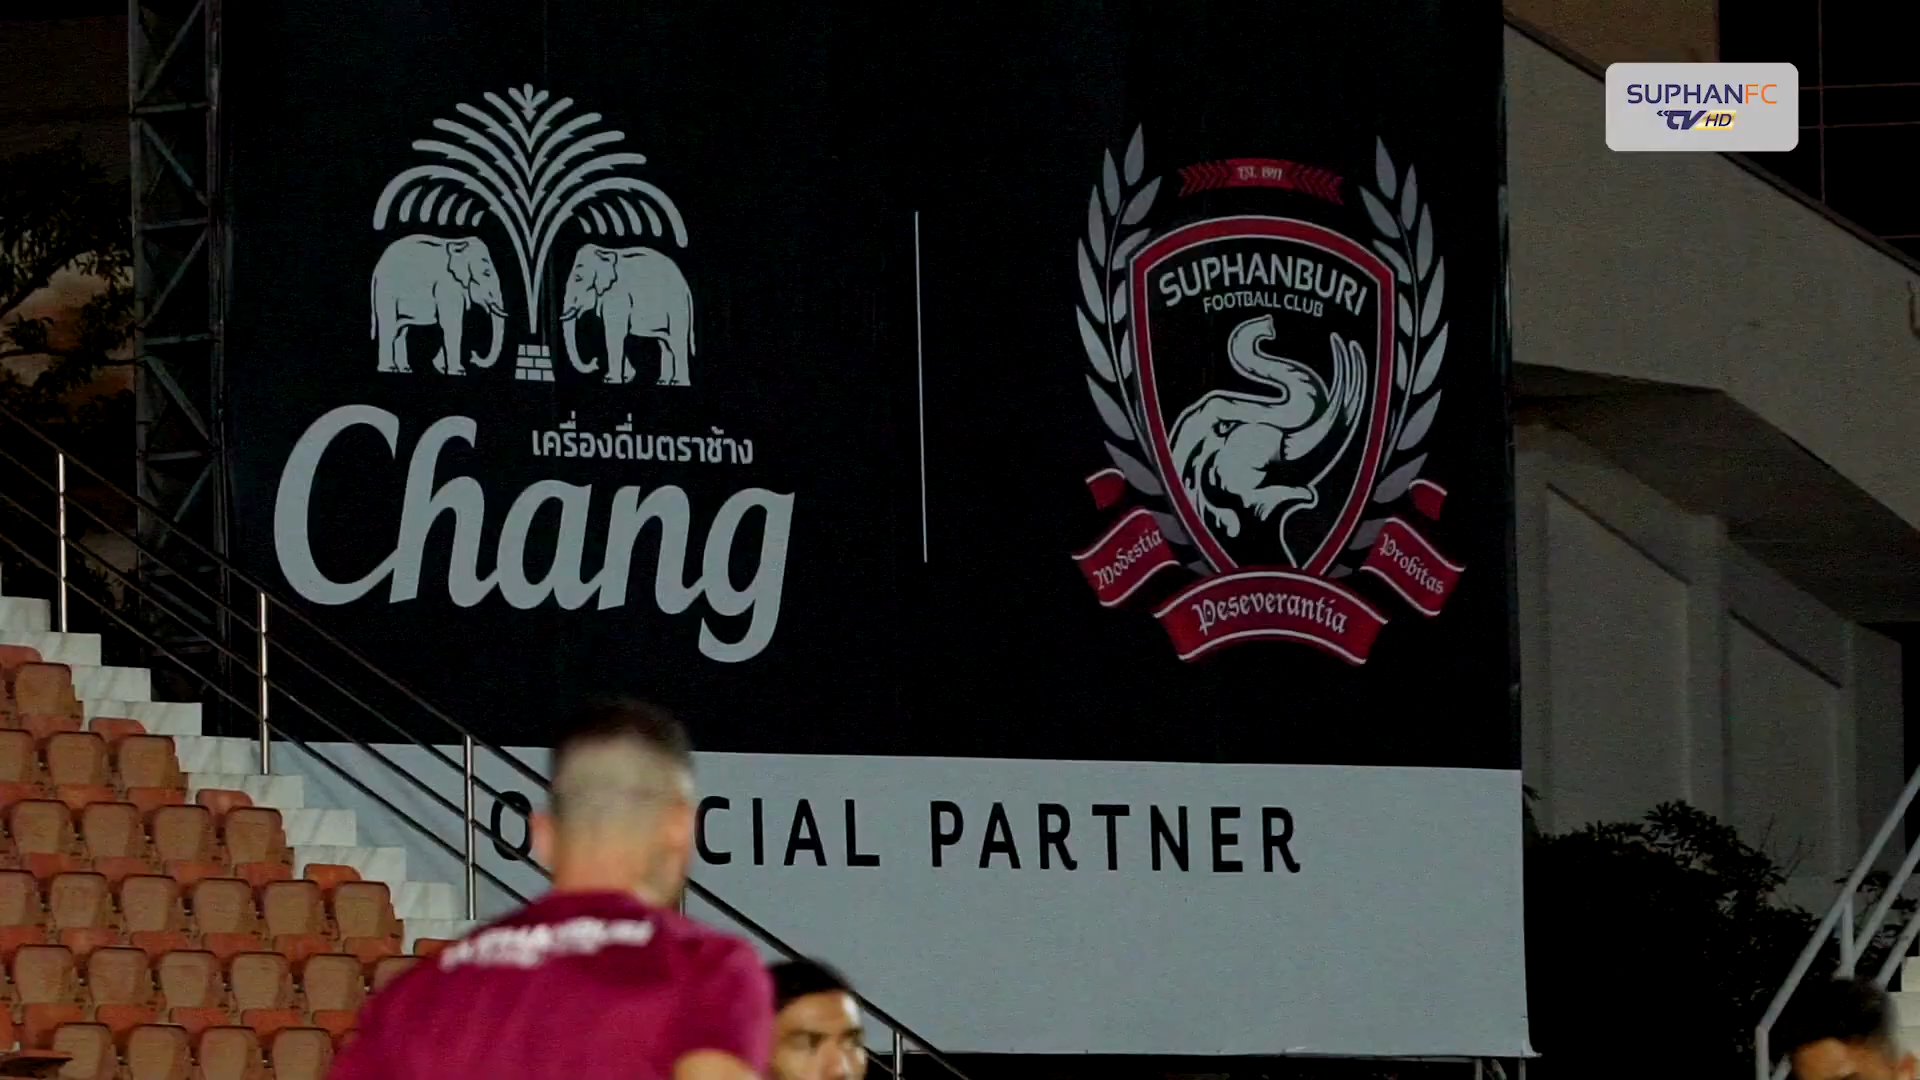 SUPHANFC
TV HD
เครื่องดื่มตราช้าง
Chang
EST. 1997
SUPHANBURI
FOOTBALL CLUB
Modestia
Peseverantia
Probitas
CIAL PARTNER
SUPHANBURI